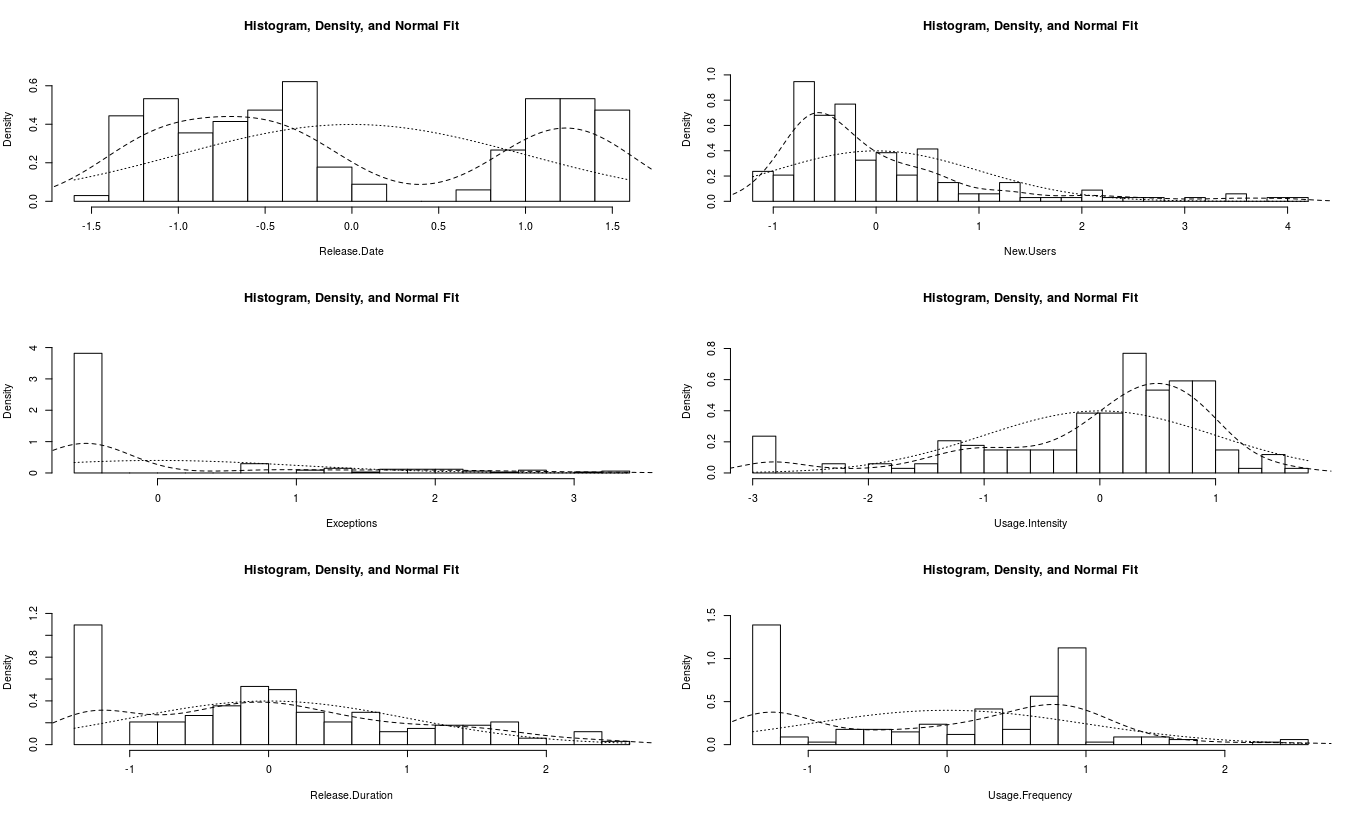 Histogram, Density, and Normal Fit
Density
0.0 0.2 0.4 0.6
-1.5 -1.0 -0.5 0.0 0.5 1.0 1.5
Release.Date
Histogram, Density, and Normal Fit
Density
0.0 0.2 0.4 0.6 0.8 1.0
-1 0 1 2 3 4
New.Users
Histogram, Density, and Normal Fit
Density
0 1 2 3 4
0 1 2 3
Exceptions
Histogram, Density, and Normal Fit
Density
0.0 0.2 0.4 0.6 0.8
-3 -2 -1 0 1
Usage.Intensity
Histogram, Density, and Normal Fit
Density
0.0 0.4 0.8 1.2
-1 0 1 2
Release.Duration
Histogram, Density, and Normal Fit
Density
0.0 0.5 1.0 1.5
-1 0 1 2
Usage.Frequency